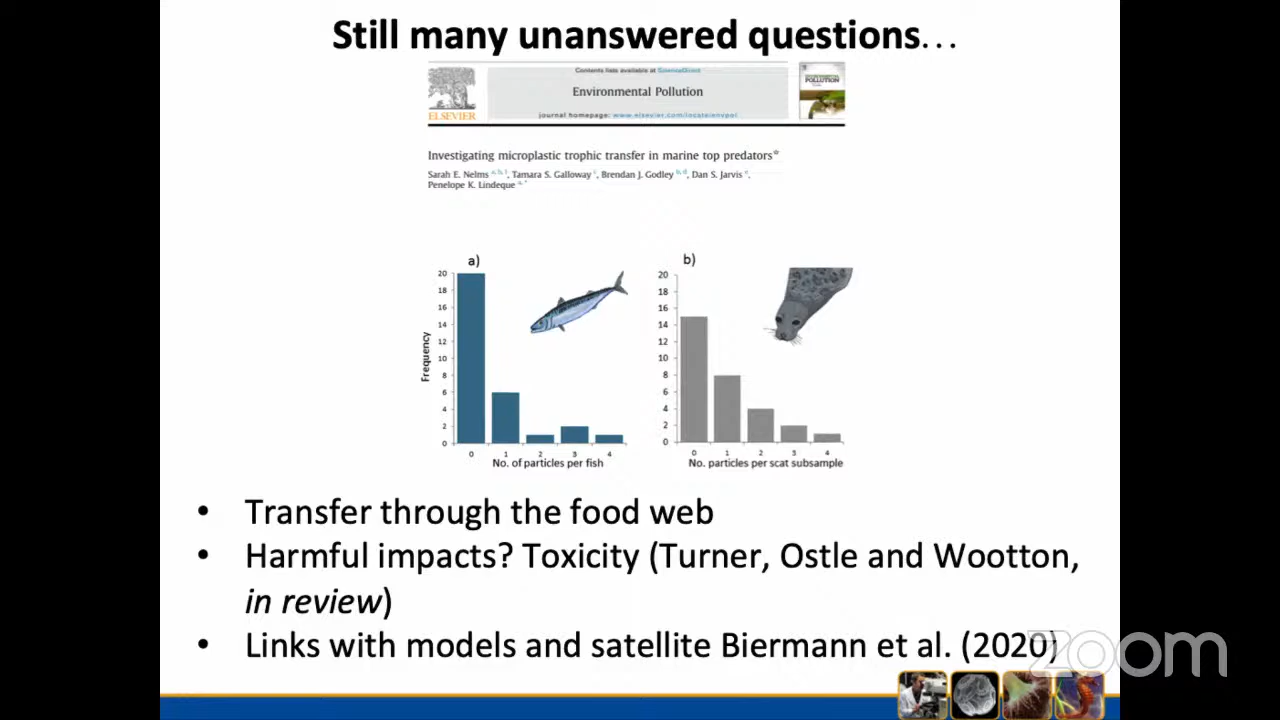 Still many unanswered questions...
Contents lists available at ScienceDirect
Environmental Pollution
journal homepage: www.elsevier.com/locate/envpol
ELSEVIER
Investigating microplastic trophic transfer in marine top predators*
Sarah E. Nelms a, b, 1, Tamara S. Galloway c, Brendan J. Godley b, d, Dan S. Jarvis e,
Penelope K. Lindeque a, *
a)
20
18
16
14
12
10
8
6
4
2
0
Frequency
0 1 2 3 4
No. of particles per fish
b)
20
18
16
14
12
10
8
6
4
2
0
0 1 2 3 4
No. particles per scat subsample
• Transfer through the food web
• Harmful impacts? Toxicity (Turner, Ostle and Wootton,
in review)
• Links with models and satellite Biermann et al. (2020)
zoom